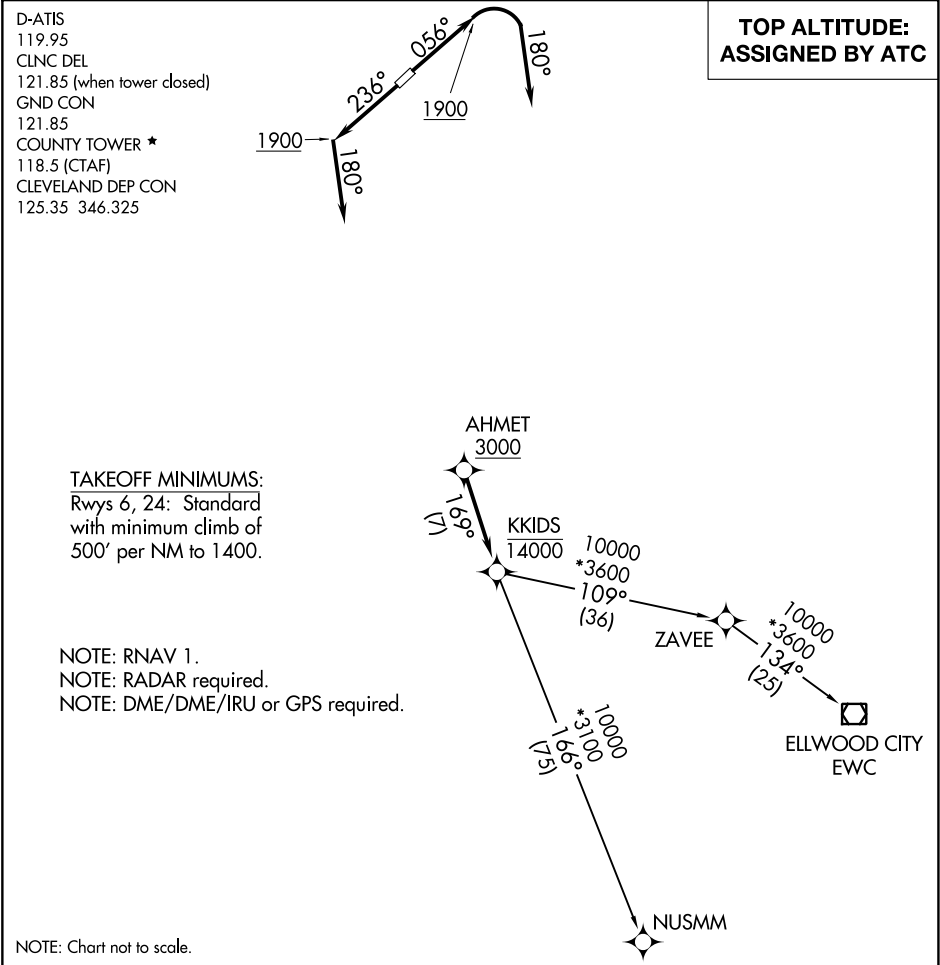 D-ATIS
119.95
CLNC DEL
121.85 (when tower closed)
GND CON
121.85
COUNTY TOWER ★
118.5 (CTAF)
CLEVELAND DEP CON
125.35 346.325
TOP ALTITUDE:
ASSIGNED BY ATC
056°
180°
236°
1900
1900
180°
AHMET
3000
169°
(7)
TAKEOFF MINIMUMS:
Rwys 6, 24: Standard
with minimum climb of
500' per NM to 1400.
KKIDS
14000
10000
*3600
109°
(36)
ZAVEE
10000
*3600
134°
(25)
ELLWOOD CITY
EWC
NOTE: RNAV 1.
NOTE: RADAR required.
NOTE: DME/DME/IRU or GPS required.
10000
*3100
166°
(75)
NUSMM
NOTE: Chart not to scale.